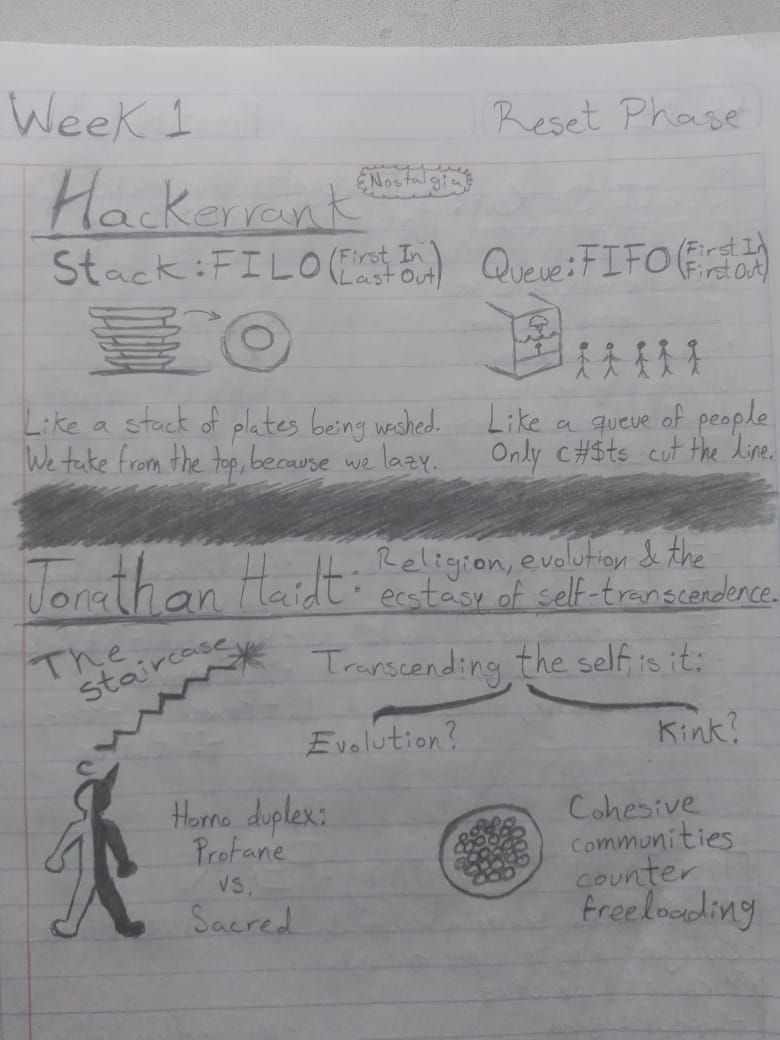 Week 1
Reset Phase
Hackerrank
Nostalgia
Stack: FILO (First In
Last Out)
Queue: FIFO (First In
First Out)
Like a stack of plates being washed.
We take from the top, because we lazy.
Like a queue of people
Only c#$ts cut the line.
Jonathan Haidt: Religion, evolution & the
ecstasy of self-transcendence.
The
staircase
Transcending the self, is it:
Evolution?
Kink?
Homo duplex:
Profane
vs.
Sacred
Cohesive
communities
counter
freeloading